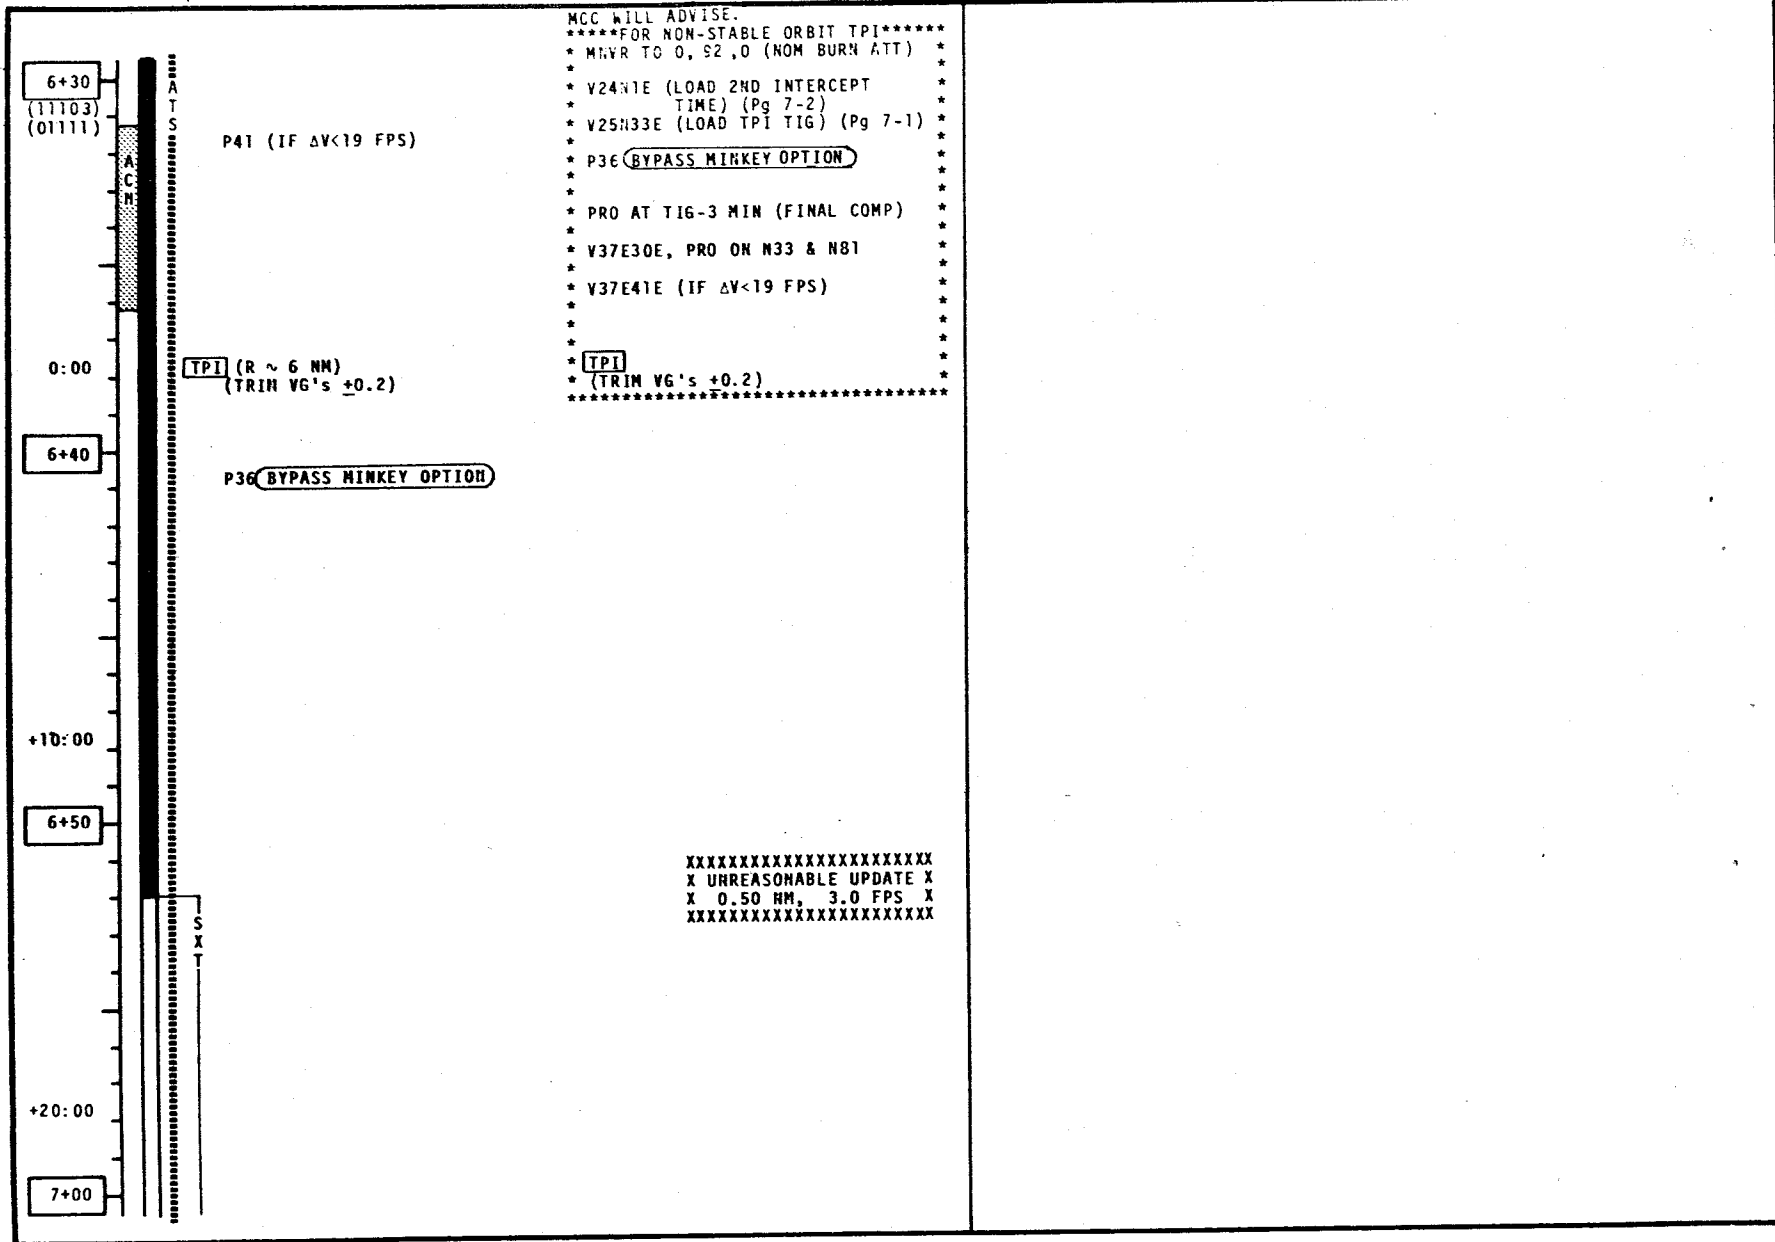 MCC WILL ADVISE.
*****FOR NON-STABLE ORBIT TPI******
* MNVR TO 0, 92 ,0 (NOM BURN ATT) *
* V24N1E (LOAD 2ND INTERCEPT
* TIME) (Pg 7-2) *
* V25N33E (LOAD TPI TIG) (Pg 7-1) *
* P36 BYPASS MINKEY OPTION *
* PRO AT TIG-3 MIN (FINAL COMP) *
* V37E30E, PRO ON N33 & N81 *
* V37E41E (IF ΔV<19 FPS) *
* TPI *
* (TRIM VG's ±0.2) *
***********************************
6+30
(11103)
(01111)
ATS
ACM
P41 (IF ΔV<19 FPS)
0:00
TPI (R ~ 6 NM)
(TRIM VG's ±0.2)
6+40
P36 BYPASS MINKEY OPTION
+10:00
6+50
XXXXXXXXXXXXXXXXXXXXXXX
X UNREASONABLE UPDATE X
X 0.50 NM, 3.0 FPS X
XXXXXXXXXXXXXXXXXXXXXXX
SXT
+20:00
7+00